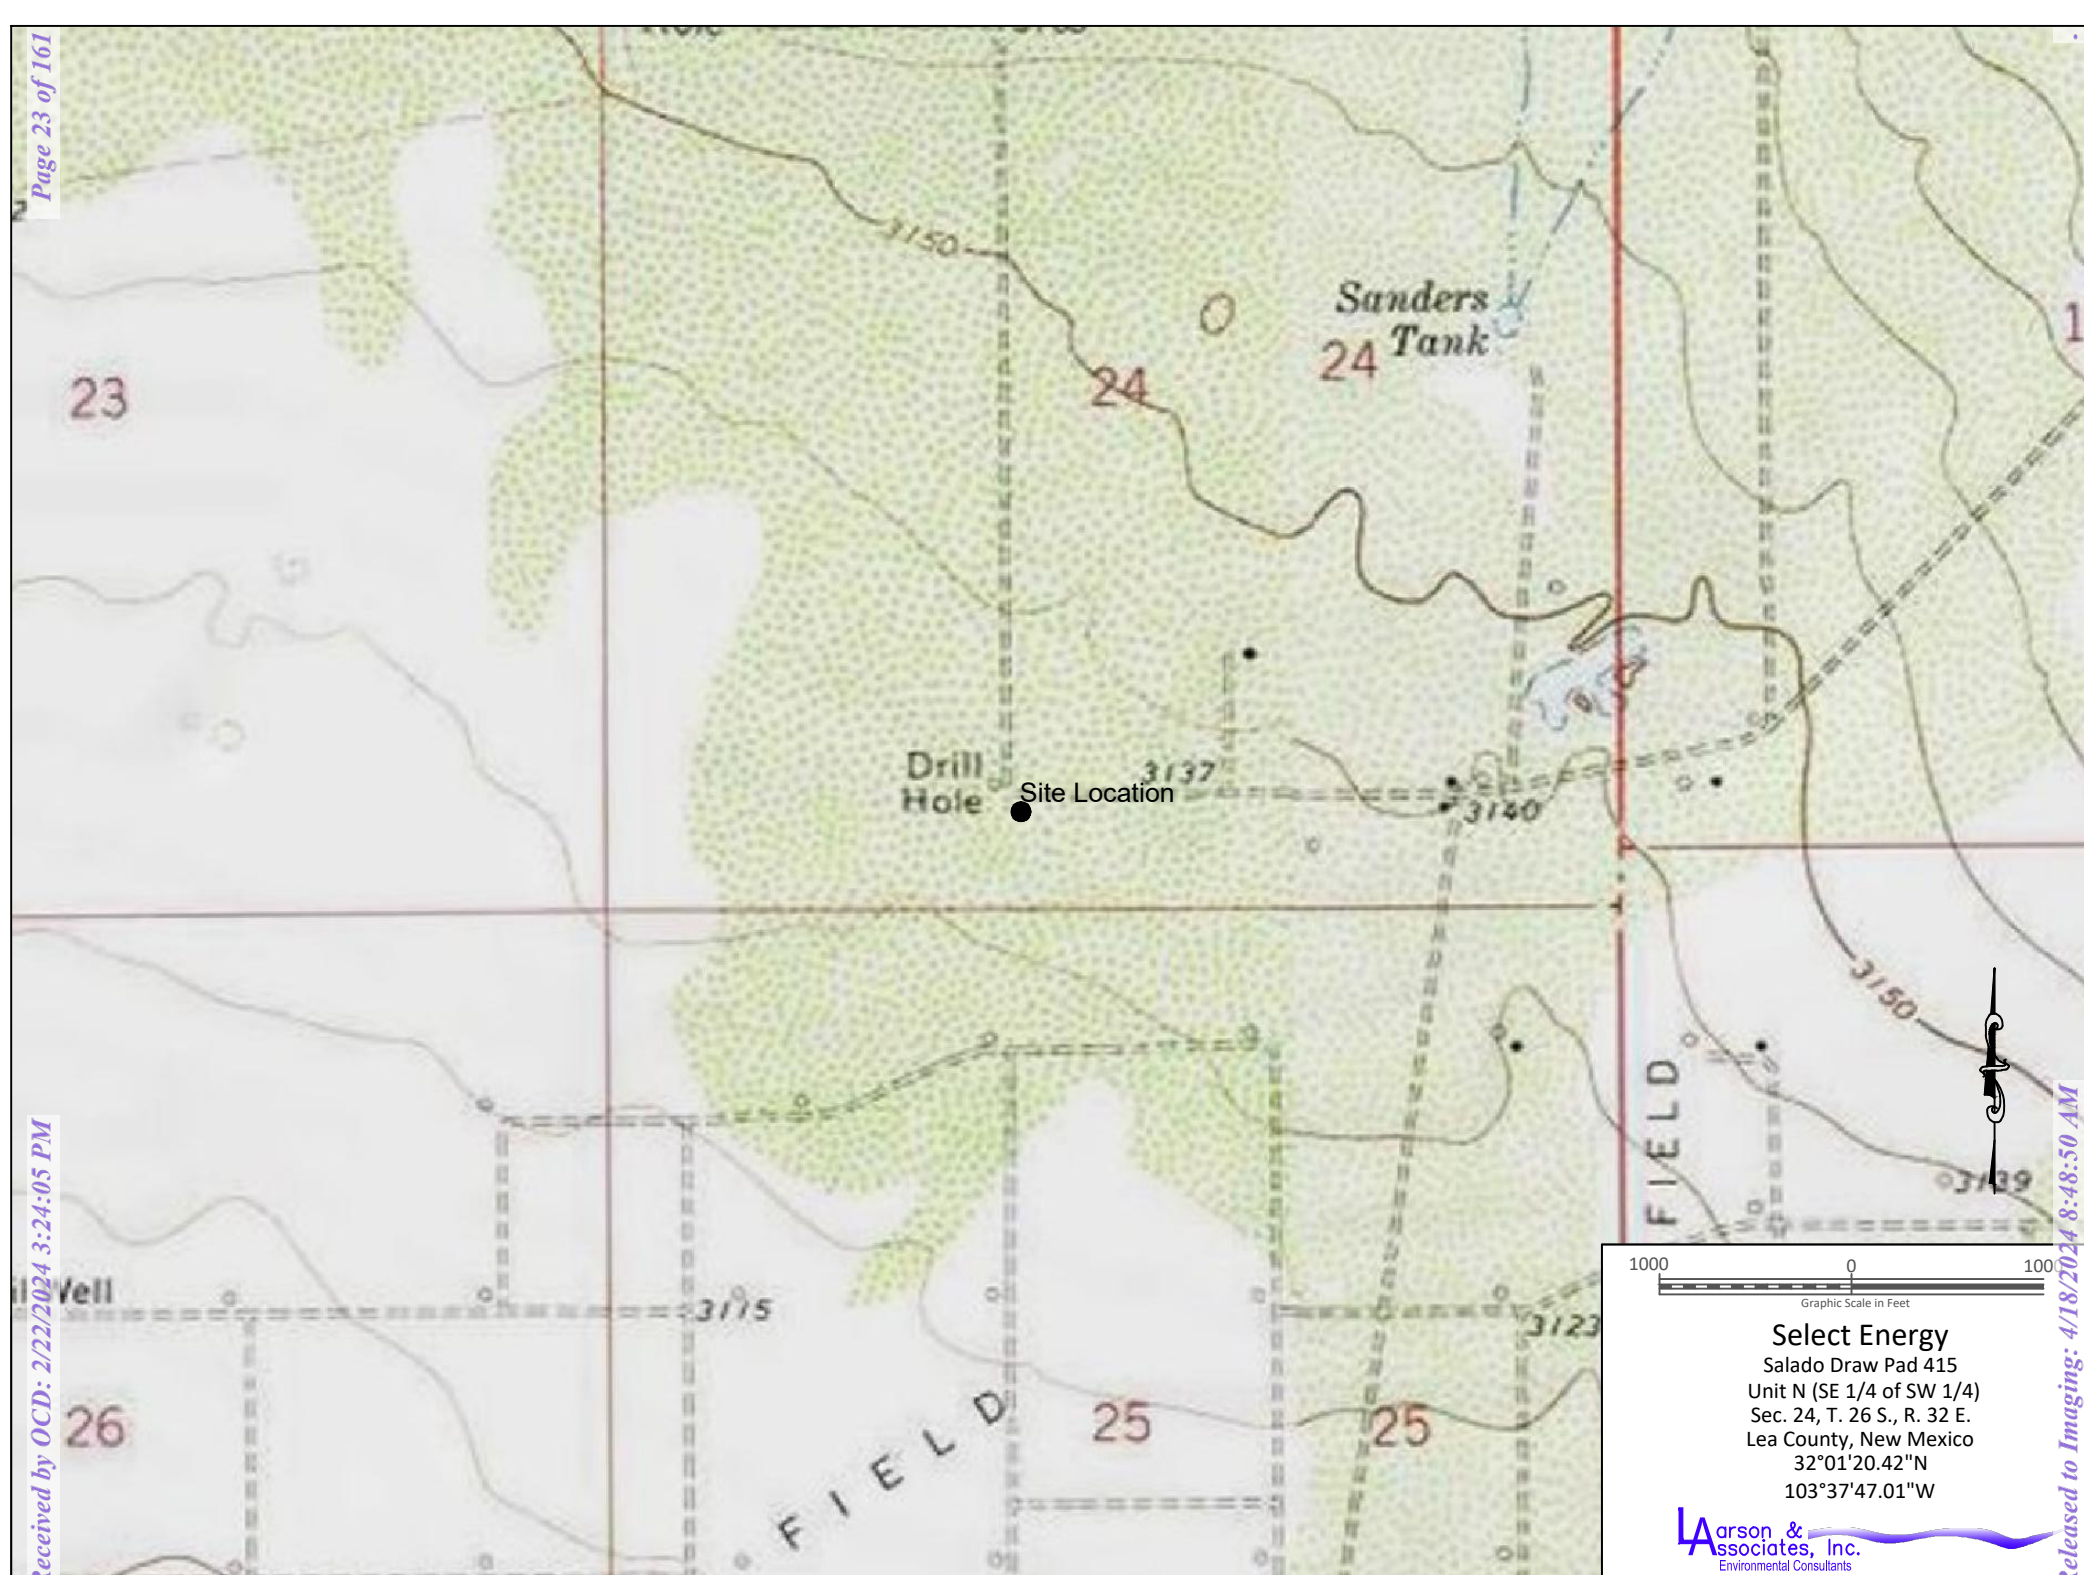 Page 23 of 161
3150
Sanders
Tank
24
24
23
1
Drill
Hole
3137
Site Location
3140
3150
FIELD
3139
Well
3115
3123
26
FIELD
25
25
1000
0
Graphic Scale in Feet
Select Energy
Salado Draw Pad 415
Unit N (SE 1/4 of SW 1/4)
Sec. 24, T. 26 S., R. 32 E.
Lea County, New Mexico
32°01'20.42"N
103°37'47.01"W
Larson &
Associates, Inc.
Environmental Consultants
Received by OCD: 2/22/2024 3:24:05 PM
Released to Imaging: 4/18/2024 8:48:50 AM